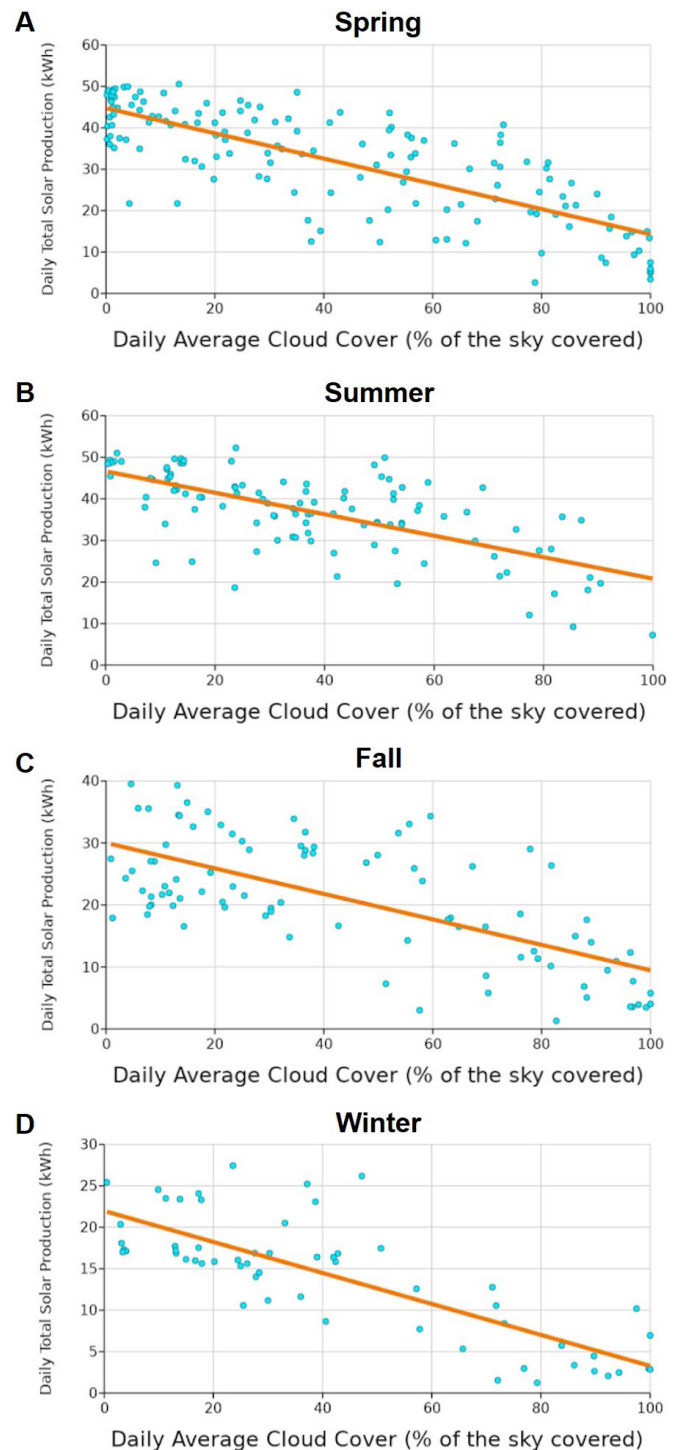 A
Spring
Daily Total Solar Production (kWh)
60
50
40
30
20
10
0
0 20 40 60 80 100
Daily Average Cloud Cover (% of the sky covered)
B
Summer
Daily Total Solar Production (kWh)
60
50
40
30
20
10
0
0 20 40 60 80 100
Daily Average Cloud Cover (% of the sky covered)
C
Fall
Daily Total Solar Production (kWh)
40
30
20
10
0
0 20 40 60 80 100
Daily Average Cloud Cover (% of the sky covered)
D
Winter
Daily Total Solar Production (kWh)
30
25
20
15
10
5
0
0 20 40 60 80 100
Daily Average Cloud Cover (% of the sky covered)